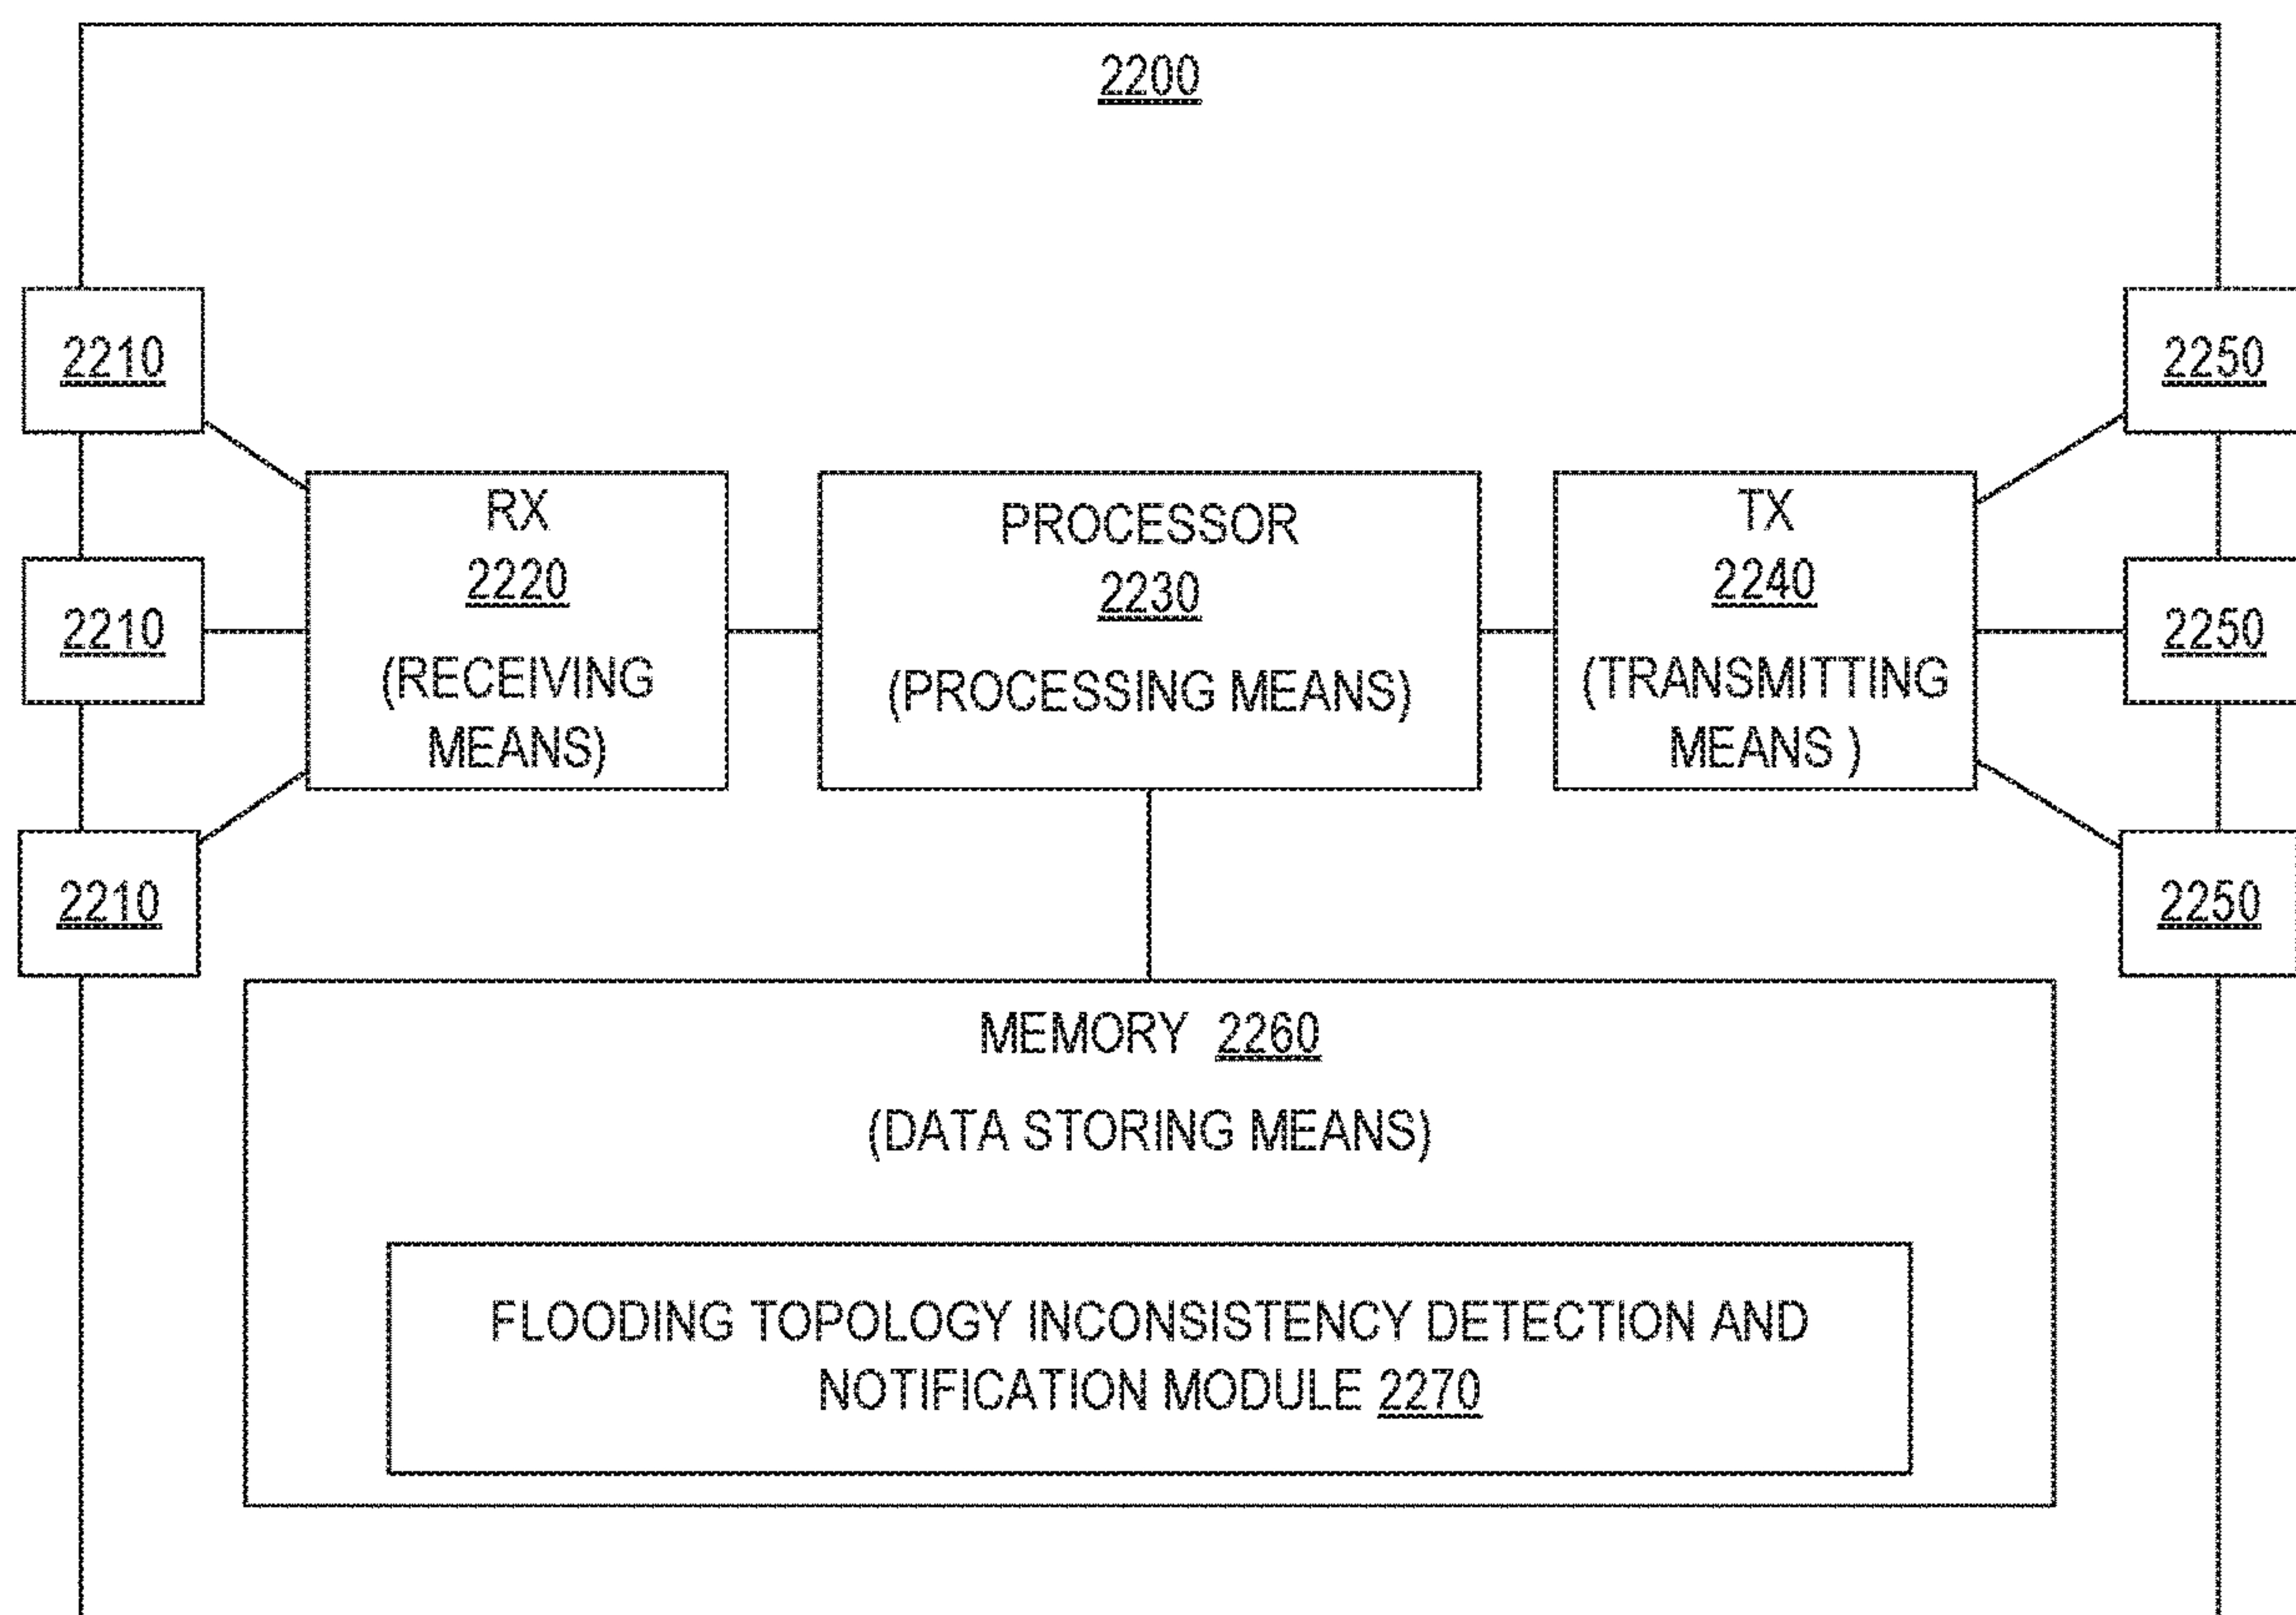 2200
2210
2250
RX
2220
(RECEIVING
MEANS)
PROCESSOR
2230
(PROCESSING MEANS)
TX
2240
(TRANSMITTING
MEANS )
2210
2250
2210
2250
MEMORY 2260
(DATA STORING MEANS)
FLOODING TOPOLOGY INCONSISTENCY DETECTION AND
NOTIFICATION MODULE 2270